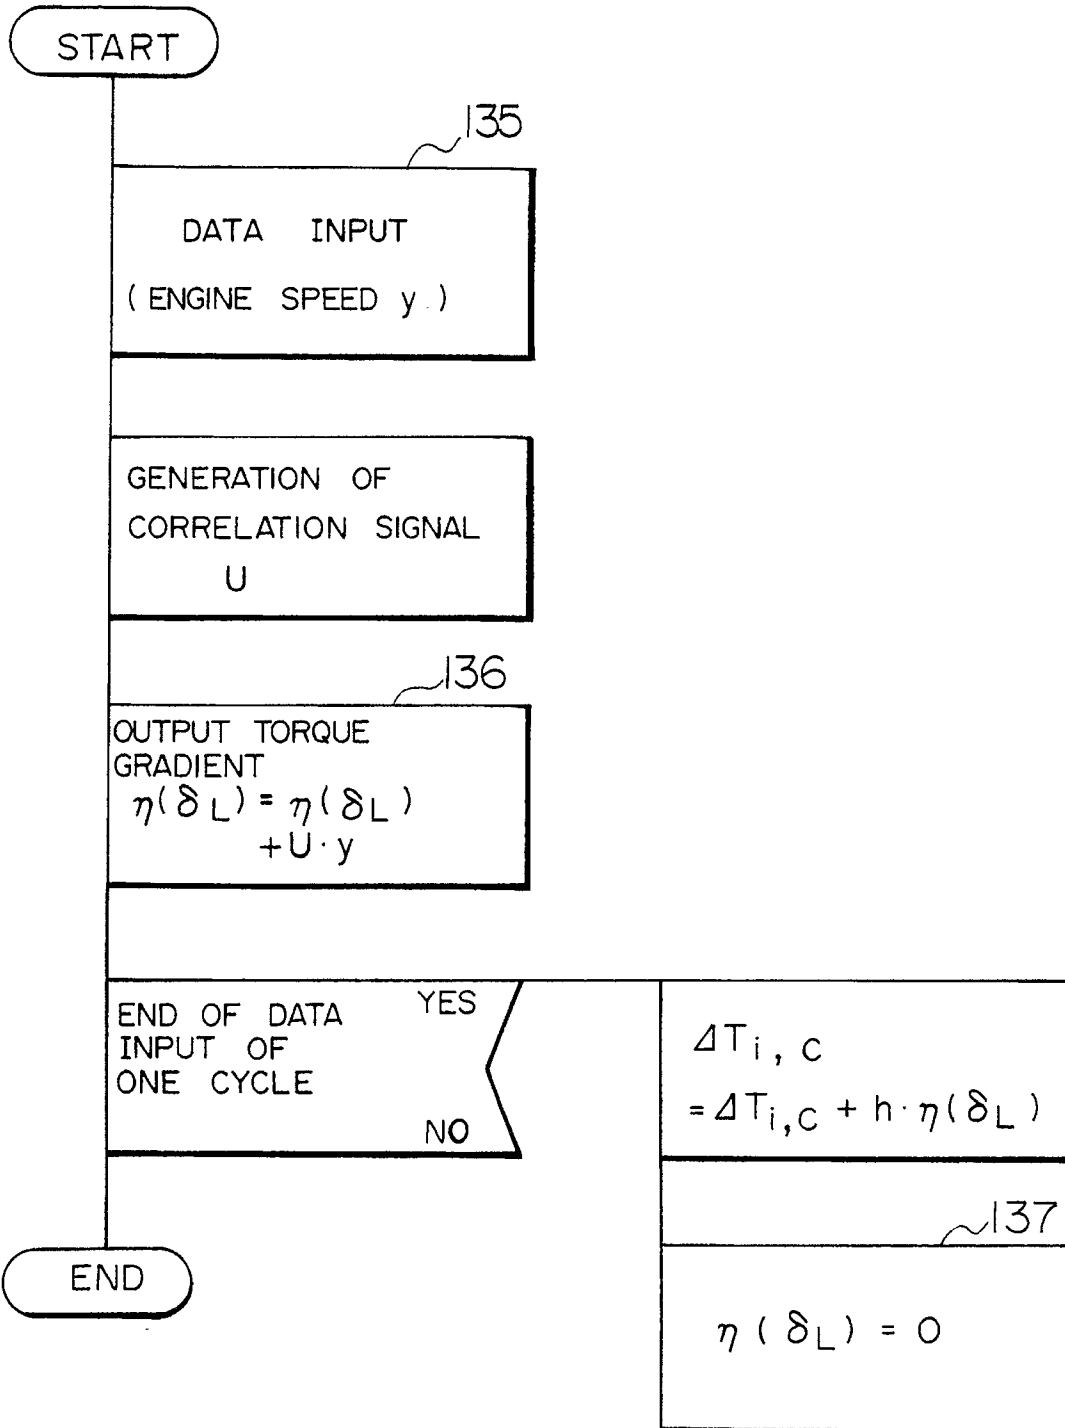 START
135
DATA INPUT
( ENGINE SPEED y . )
GENERATION OF
CORRELATION SIGNAL
U
136
OUTPUT TORQUE
GRADIENT
η(δL) = η(δL)
+U·y
YES
END OF DATA
INPUT OF
ONE CYCLE
NO
ΔTi, c
=ΔTi,c + h·η(δL)
137
η (δL) = 0
END